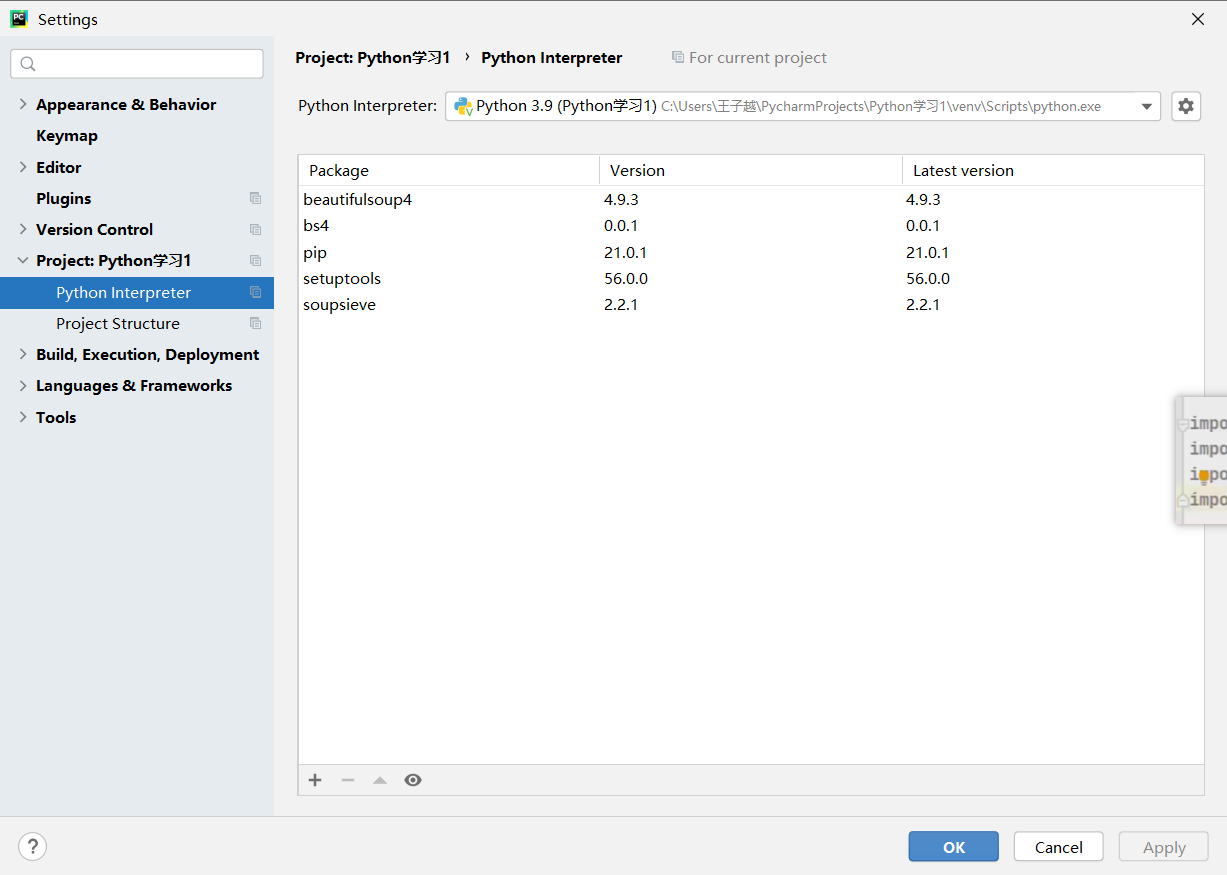 Settings
Project: Python学习1 › Python Interpreter For current project
Python Interpreter: Python 3.9 (Python学习1) C:\Users\王子越\PycharmProjects\Python学习1\venv\Scripts\python.exe
Appearance & Behavior
Keymap
Editor
Plugins
Version Control
Project: Python学习1
Python Interpreter
Project Structure
Build, Execution, Deployment
Languages & Frameworks
Tools
Package Version Latest version
beautifulsoup4 4.9.3 4.9.3
bs4 0.0.1 0.0.1
pip 21.0.1 21.0.1
setuptools 56.0.0 56.0.0
soupsieve 2.2.1 2.2.1
impo
impo
impo
impo
?
OK Cancel Apply